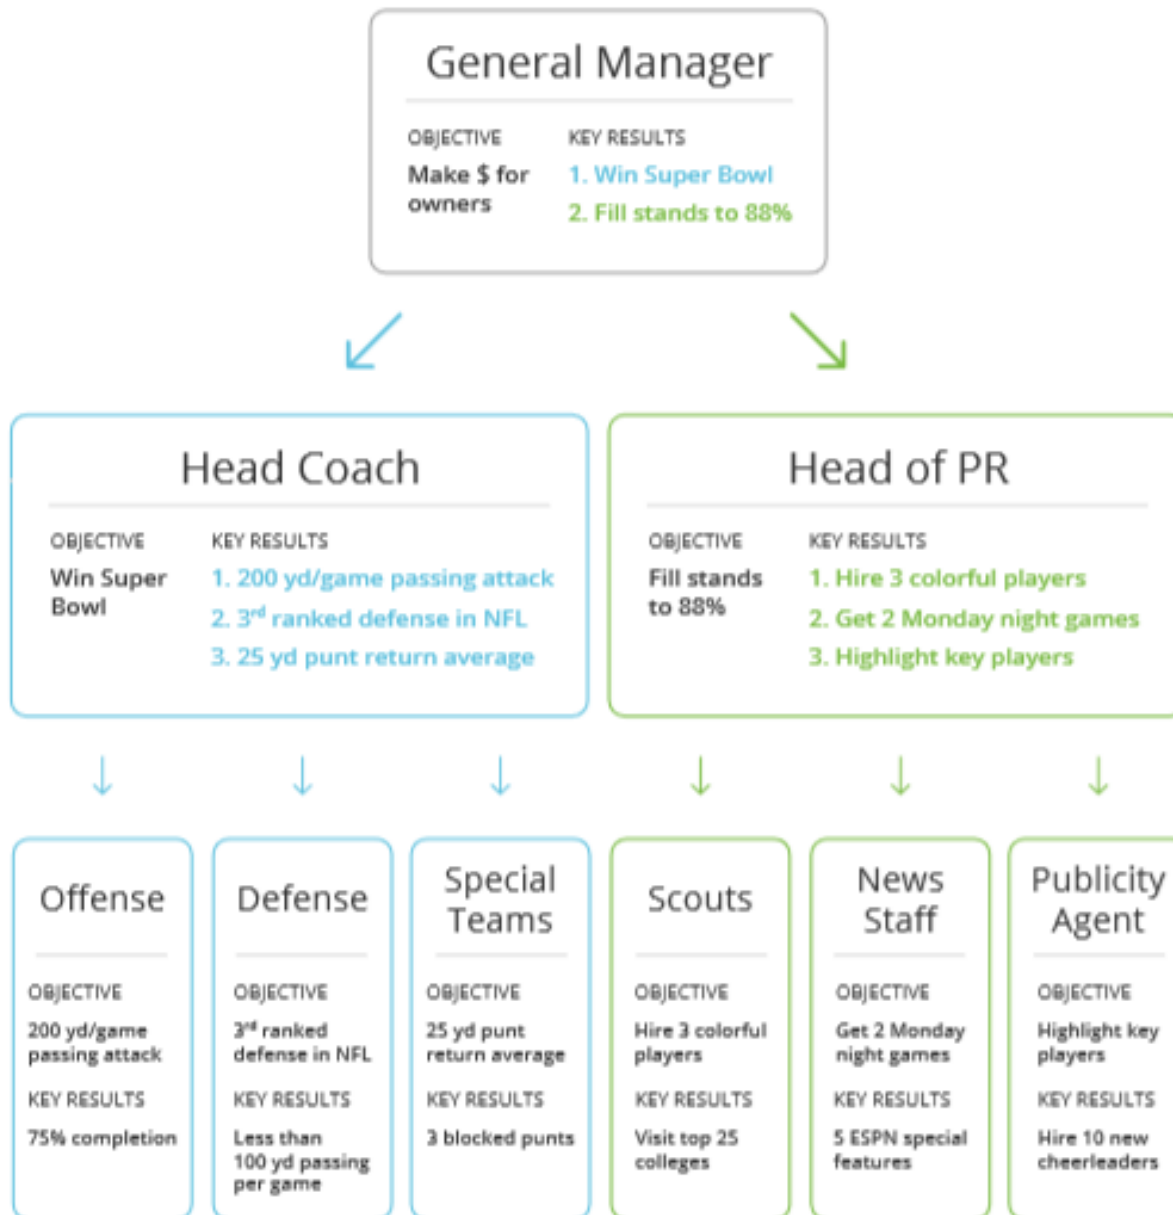 General Manager
OBJECTIVE
Make $ for
owners
KEY RESULTS
1. Win Super Bowl
2. Fill stands to 88%
Head Coach
OBJECTIVE
Win Super
Bowl
KEY RESULTS
1. 200 yd/game passing attack
2. 3rd ranked defense in NFL
3. 25 yd punt return average
Head of PR
OBJECTIVE
Fill stands
to 88%
KEY RESULTS
1. Hire 3 colorful players
2. Get 2 Monday night games
3. Highlight key players
Offense
OBJECTIVE
200 yd/game
passing attack
KEY RESULTS
75% completion
Defense
OBJECTIVE
3rd ranked
defense in NFL
KEY RESULTS
Less than
100 yd passing
per game
Special
Teams
OBJECTIVE
25 yd punt
return average
KEY RESULTS
3 blocked punts
Scouts
OBJECTIVE
Hire 3 colorful
players
KEY RESULTS
Visit top 25
colleges
News
Staff
OBJECTIVE
Get 2 Monday
night games
KEY RESULTS
5 ESPN special
features
Publicity
Agent
OBJECTIVE
Highlight key
players
KEY RESULTS
Hire 10 new
cheerleaders